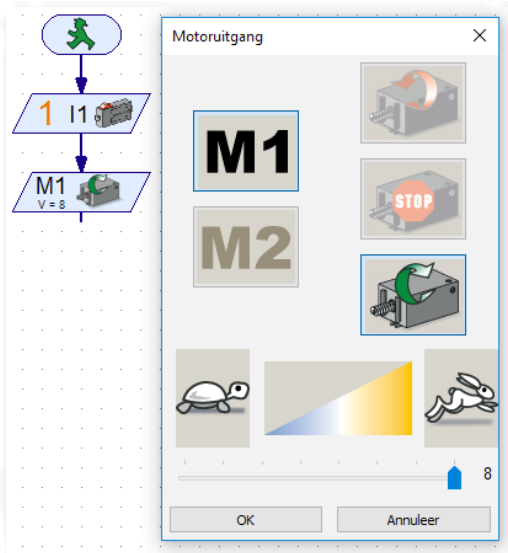 1 I1
M1
V = 8
Motoruitgang
M1
STOP
M2
8
OK
Annuleer